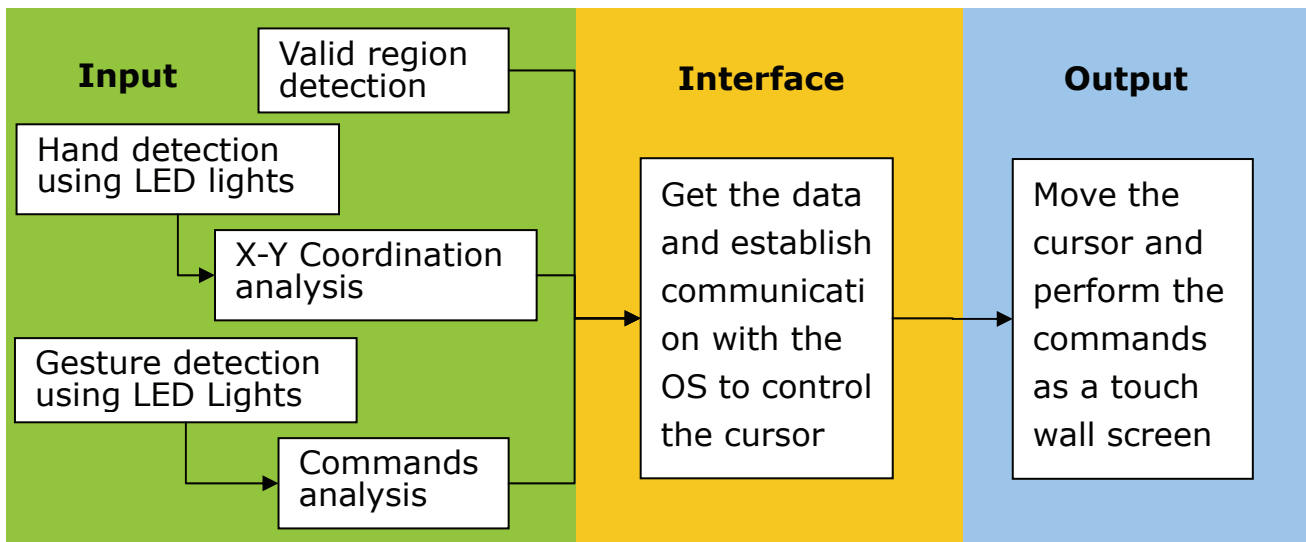 Input
Valid region
detection
Hand detection
using LED lights
X-Y Coordination
analysis
Gesture detection
using LED Lights
Commands
analysis
Interface
Get the data
and establish
communicati
on with the
OS to control
the cursor
Output
Move the
cursor and
perform the
commands
as a touch
wall screen